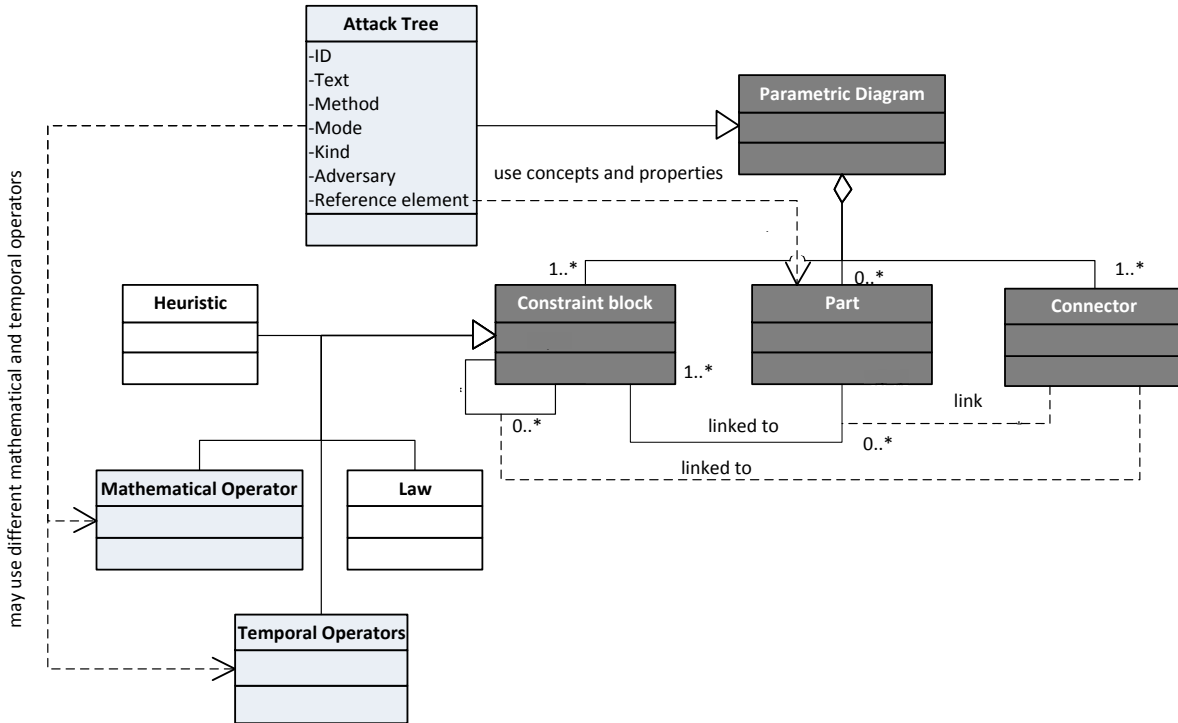 Attack Tree
-ID
-Text
-Method
-Mode
-Kind
-Adversary
-Reference element
Parametric Diagram
use concepts and properties
may use different mathematical and temporal operators
1..*
0..*
1..*
Heuristic
Constraint block
Part
Connector
1..*
0..*
linked to
0..*
link
linked to
Mathematical Operator
Law
Temporal Operators